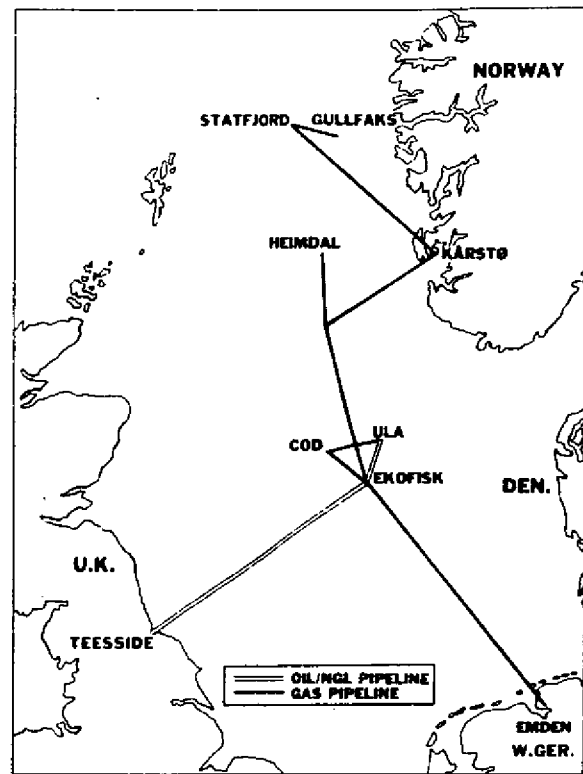 NORWAY
STATFJORD GULLFAKS
HEIMDAL
KÅRSTØ
ULA
COD
EKOFISK
DEN.
U.K.
TEESSIDE
OIL/NGL PIPELINE
GAS PIPELINE
EMDEN
W.GER.